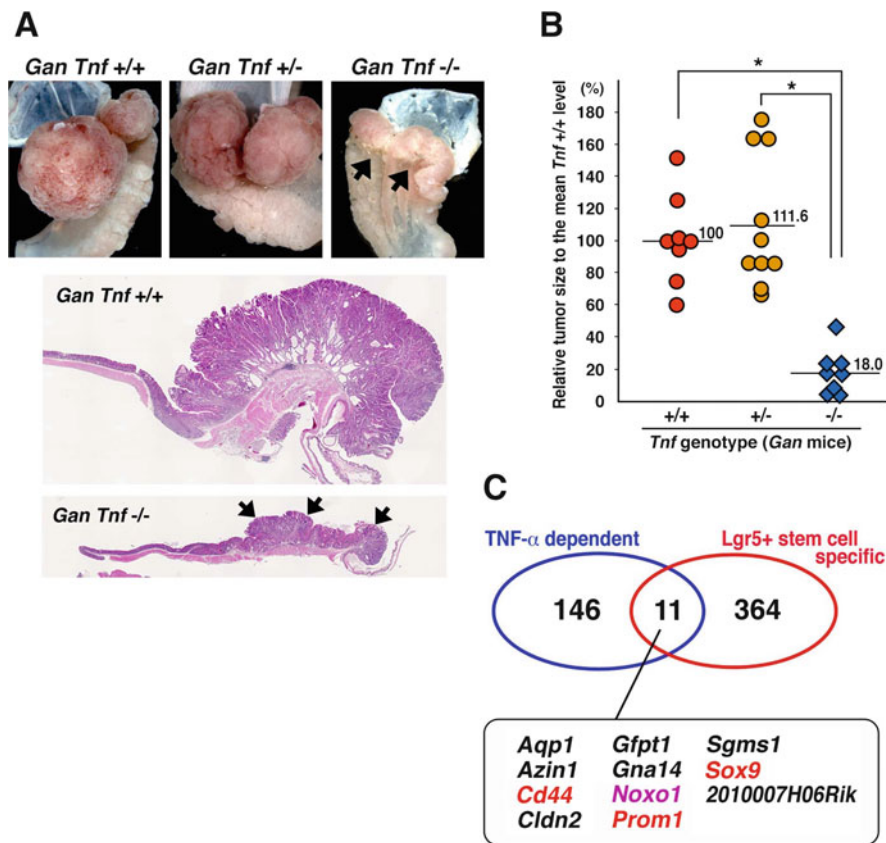 A
Gan Tnf +/+
Gan Tnf +/-
Gan Tnf -/-
Gan Tnf +/+
Gan Tnf -/-
B
(%)
*
*
180
160
140
120
100
80
60
40
20
0
Relative tumor size to the mean Tnf +/+ level
100
111.6
18.0
+/+ +/- -/-
Tnf genotype (Gan mice)
C
TNF-α dependent
Lgr5+ stem cell
specific
146 11 364
Aqp1 Gfpt1 Sgms1
Azin1 Gna14 Sox9
Cd44 Noxo1 2010007H06Rik
Cldn2 Prom1